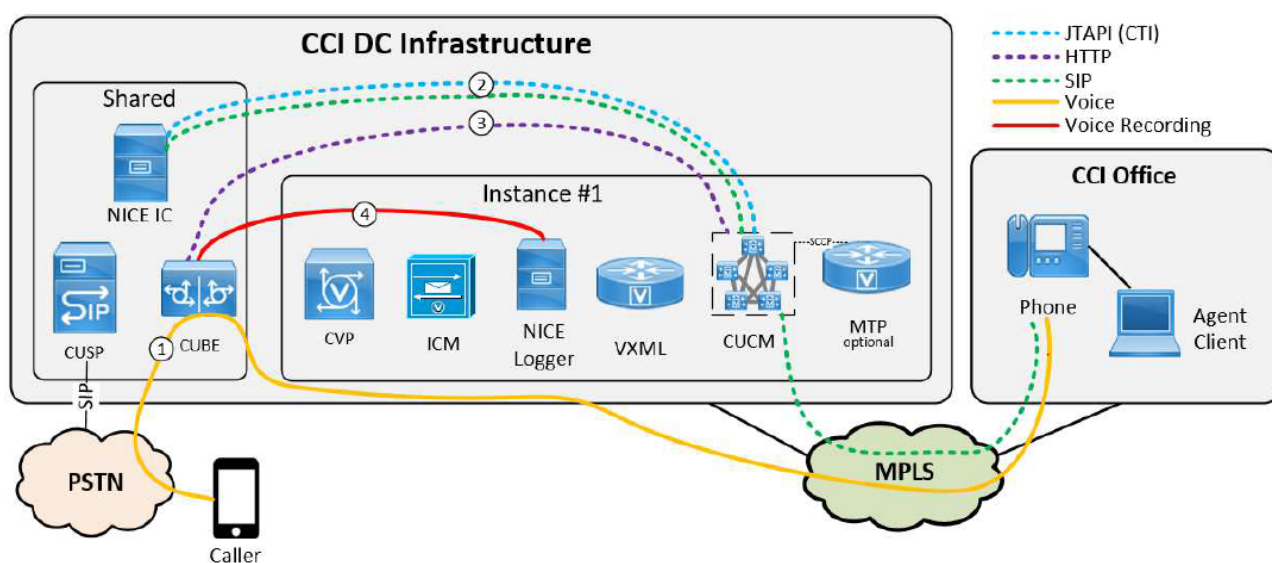 CCI DC Infrastructure
JTAPI (CTI)
HTTP
SIP
Voice
Voice Recording
Shared
2
3
NICE IC
Instance #1
4
CCI Office
SIP
CUSP
CUBE
1
V
CVP
V
ICM
NICE
Logger
V
VXML
CUCM
SCCP
V
MTP
optional
Phone
Agent
Client
SIP
PSTN
MPLS
Caller